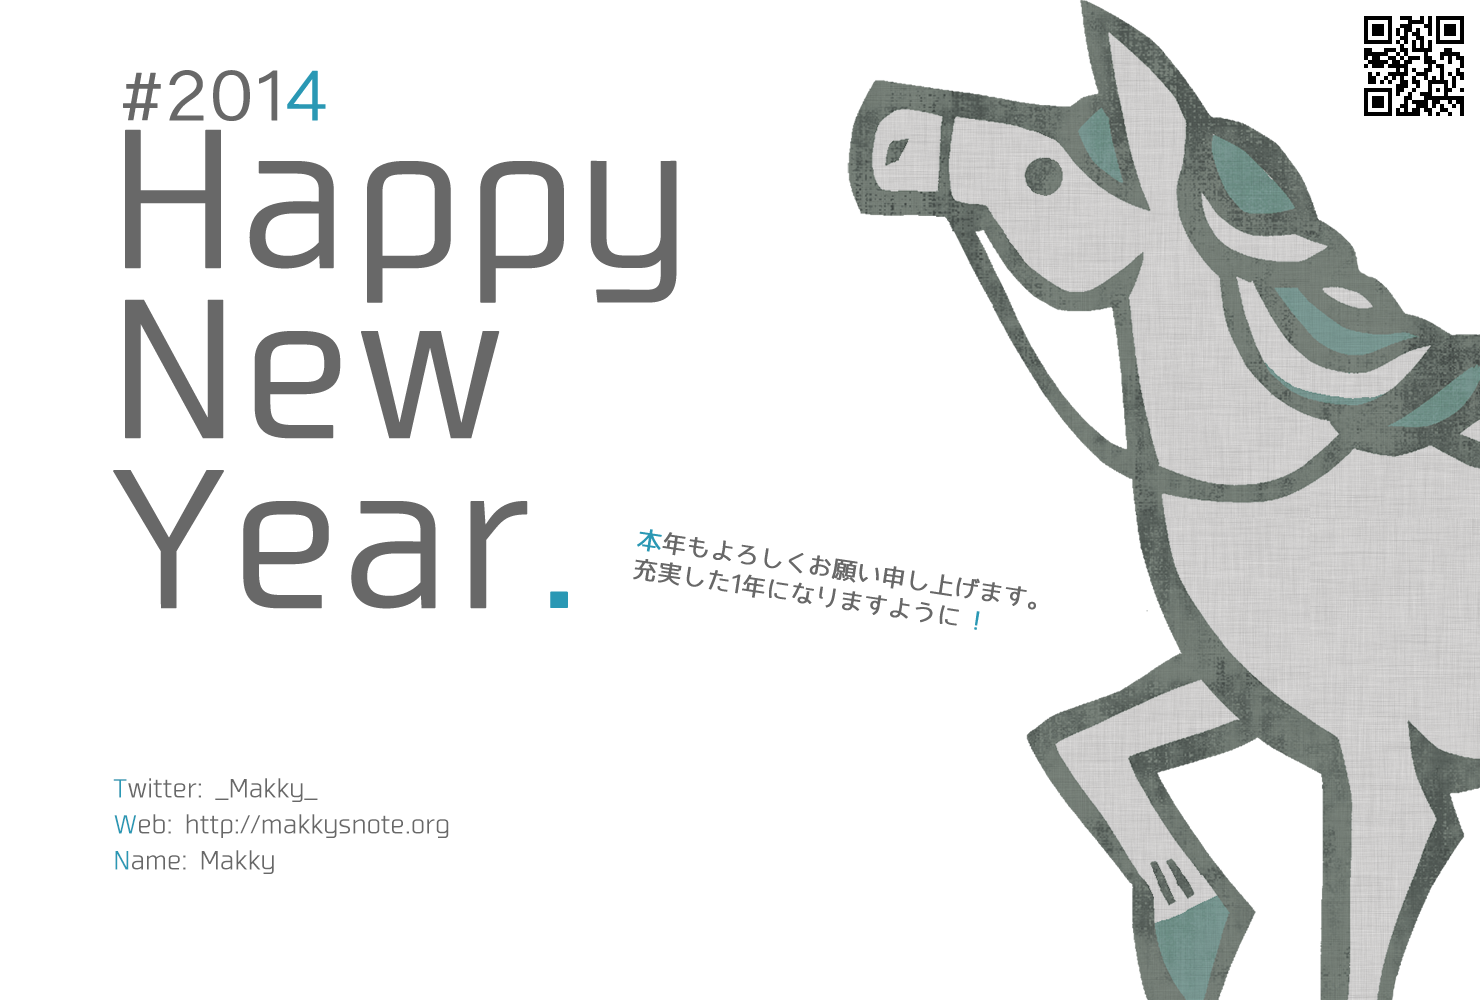 #2014
Happy
New
Year.
本年もよろしくお願い申し上げます。
充実した1年になりますように！
Twitter: _Makky_
Web: http://makkysnote.org
Name: Makky